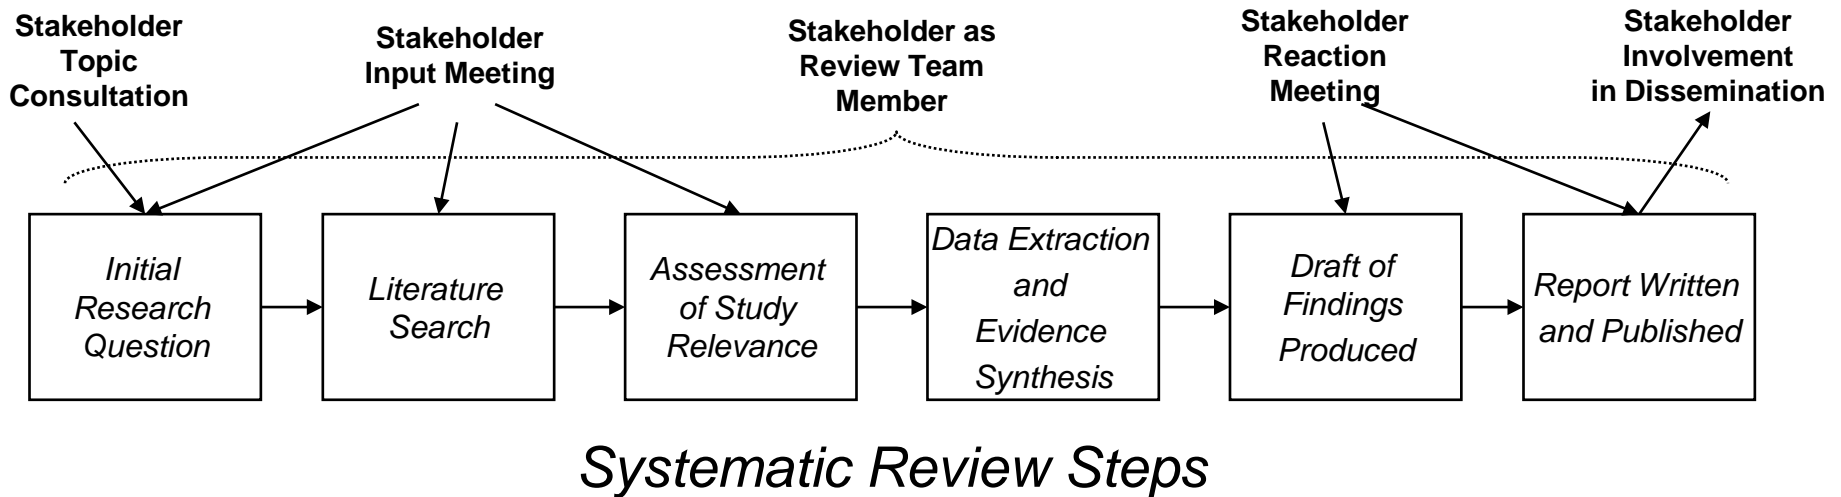 Stakeholder
Topic
Consultation
Stakeholder
Input Meeting
Stakeholder as
Review Team
Member
Stakeholder
Reaction
Meeting
Stakeholder
Involvement
in Dissemination
Initial
Research
Question
Literature
Search
Assessment
of Study
Relevance
Data Extraction
and
Evidence
Synthesis
Draft of
Findings
Produced
Report Written
and Published
Systematic Review Steps